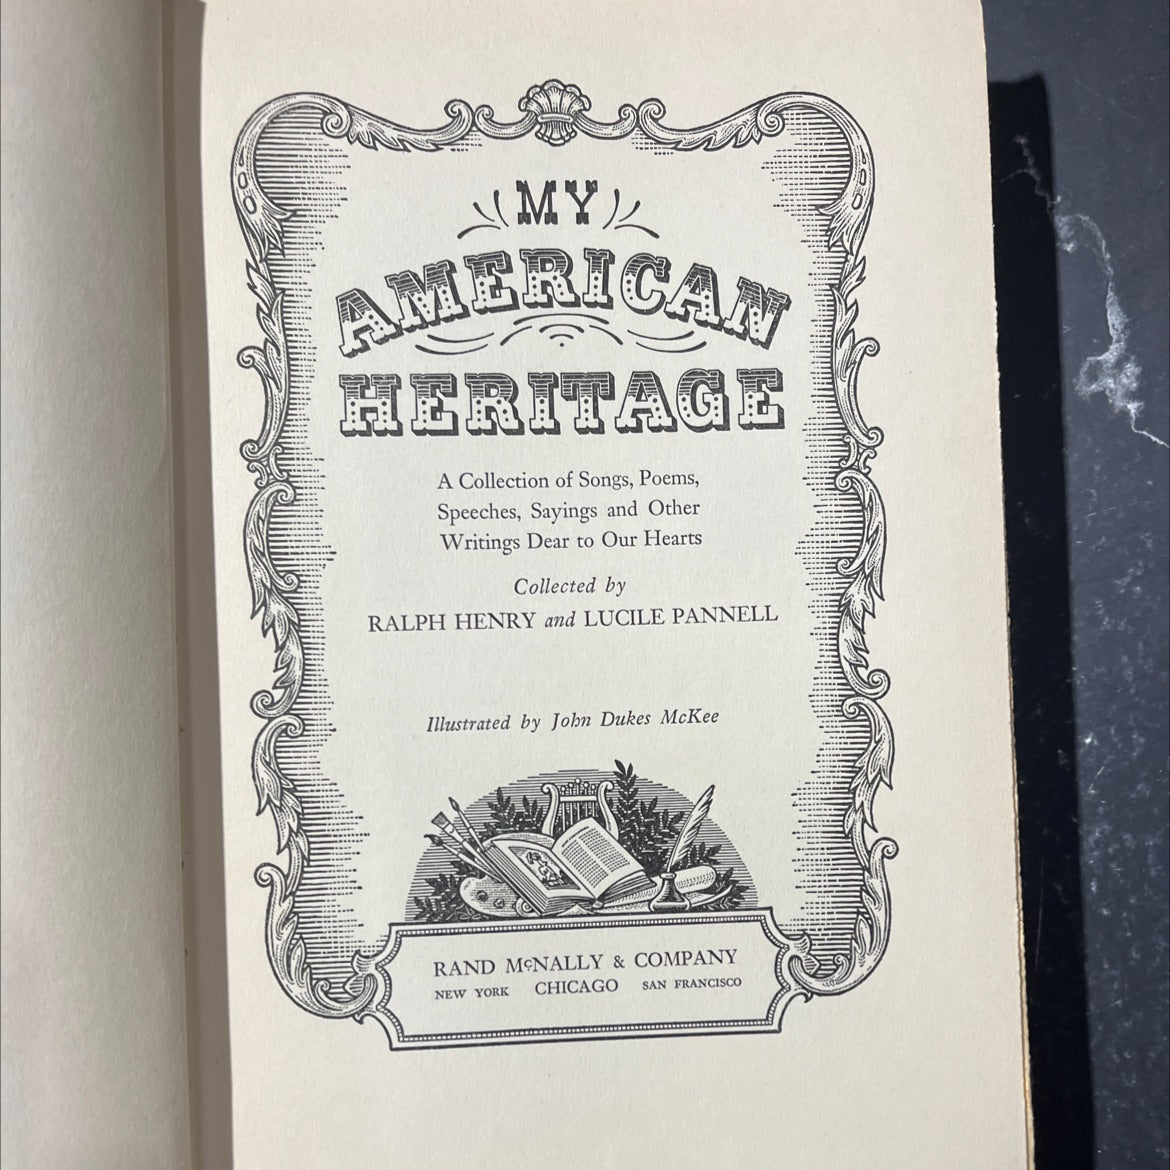 MY
AMERICAN
HERITAGE
A Collection of Songs, Poems,
Speeches, Sayings and Other
Writings Dear to Our Hearts
Collected by
RALPH HENRY and LUCILE PANNELL
Illustrated by John Dukes McKee
RAND McNALLY & COMPANY
NEW YORK CHICAGO SAN FRANCISCO